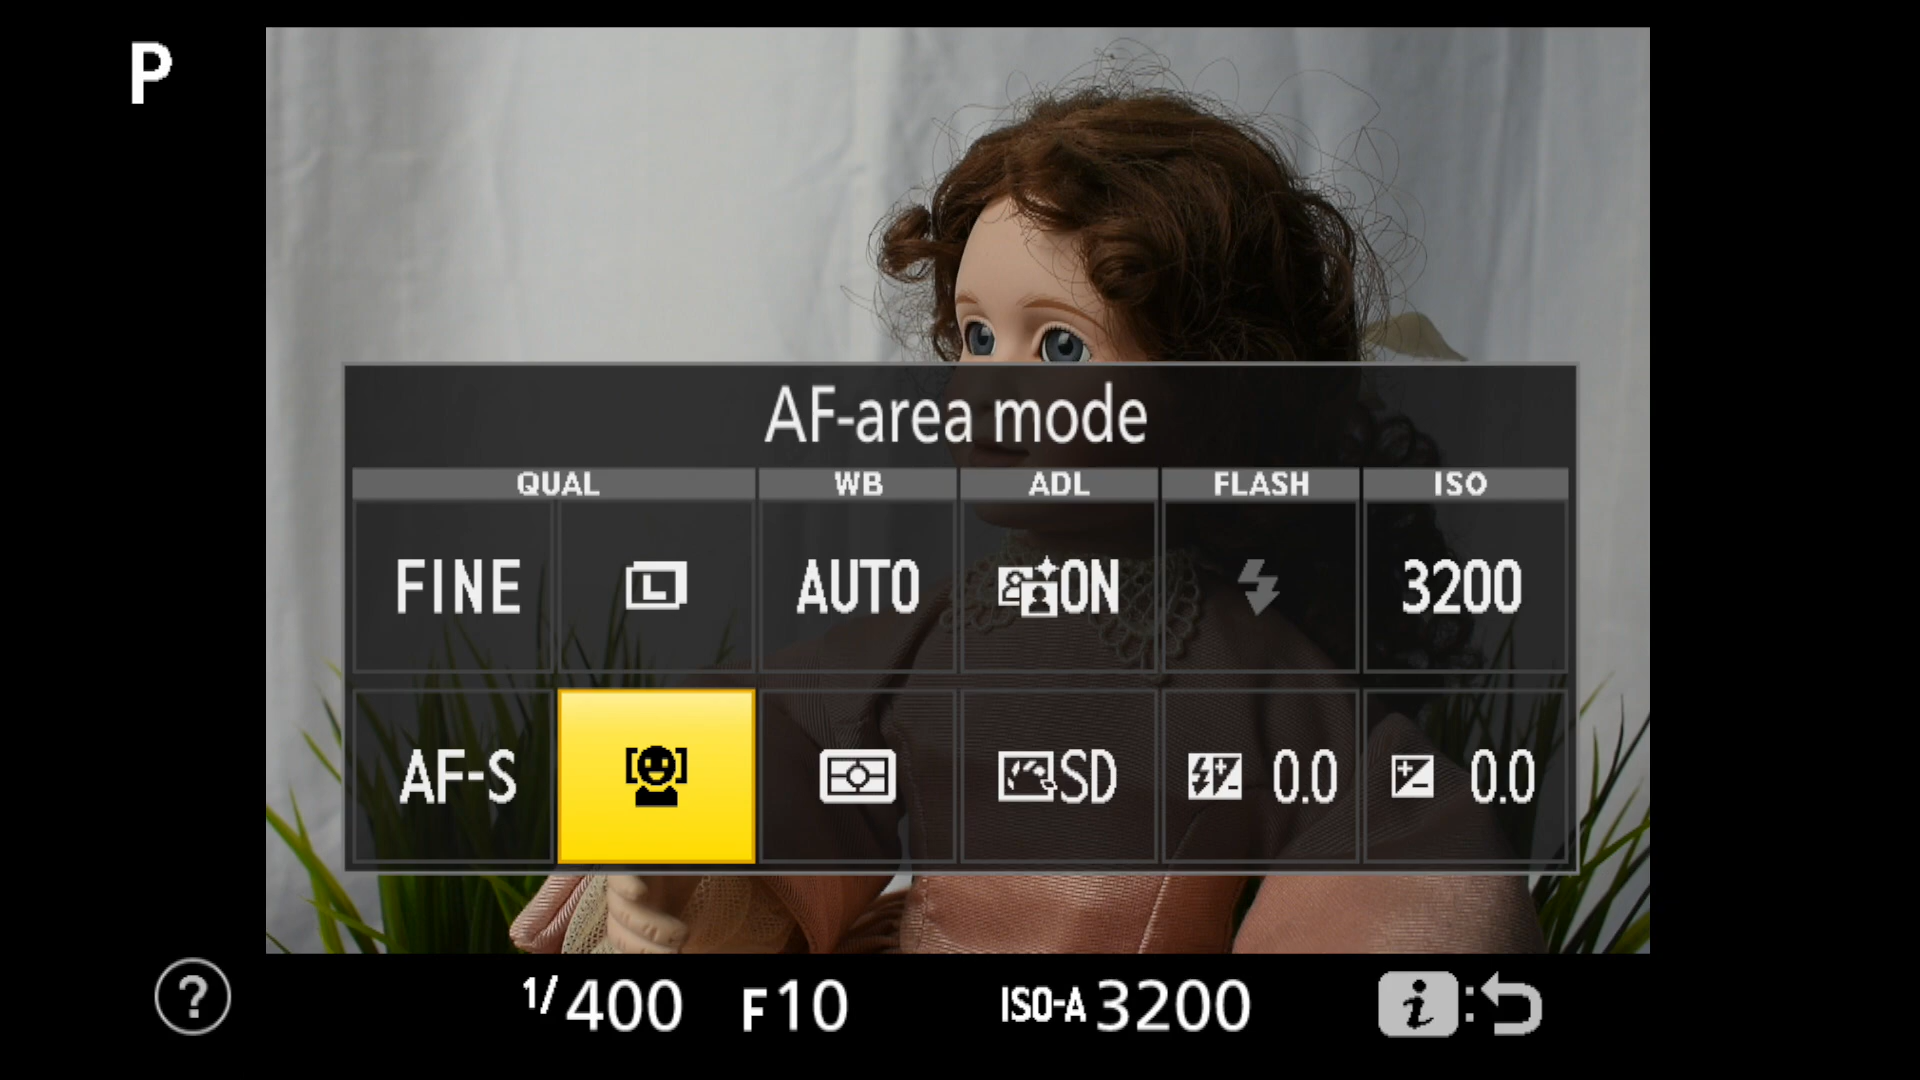 P
AF-area mode
QUAL WB ADL FLASH ISO
FINE L AUTO ON 3200
AF-S SD 0.0 0.0
? 1/400 F10 ISO-A 3200 i: